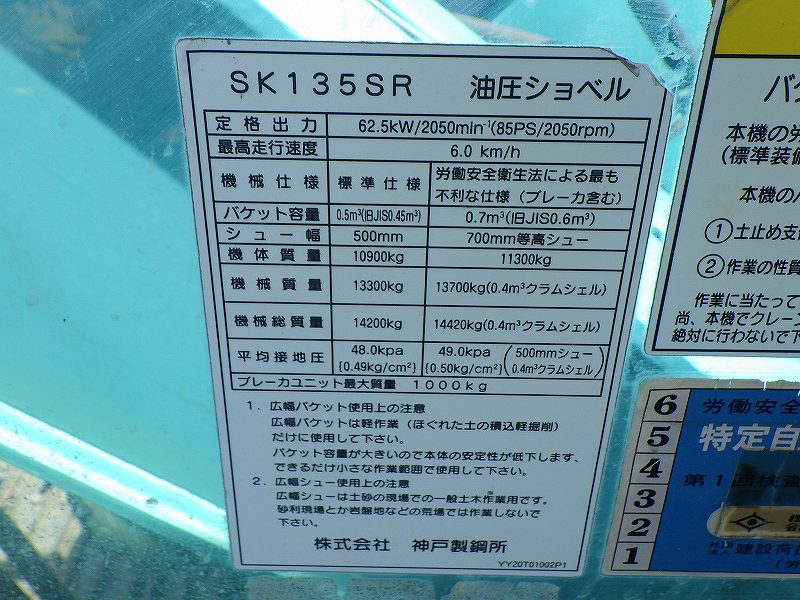 SK135SR 油圧ショベル
定格出力 62.5kW/2050min⁻¹(85PS/2050rpm)
最高走行速度 6.0 km/h
機械仕様 標準仕様 労働安全衛生法による最も
不利な仕様（ブレーカ含む）
バケット容量 0.5m³(旧JIS0.45m³) 0.7m³(旧JIS0.6m³)
シュー幅 500mm 700mm等高シュー
機体質量 10900kg 11300kg
機械質量 13300kg 13700kg(0.4m³クラムシェル)
機械総質量 14200kg 14420kg(0.4m³クラムシェル)
平均接地圧 48.0kpa 49.0kpa (500mmシュー
{0.49kg/cm²} {0.50kg/cm²} 0.4m³クラムシェル)
ブレーカユニット最大質量 1000kg
1．広幅バケット使用上の注意
広幅バケットは軽作業（ほぐれた土の積込軽掘削）
だけに使用して下さい。
バケット容量が大きいので本体の安定性が低下します、
できるだけ小さな作業範囲で使用して下さい。
2．広幅シュー使用上の注意
広幅シューは土砂の現場での一般土木作業用です。
砂利現場とか岩盤地などの荒場では作業しないで
下さい。
株式会社 神戸製鋼所
YY20T01002P1
バケ
本機の労
(標準装備
本機のバ
①土止め支
②作業の性質
作業に当たって
尚、本機でクレーン
絶対に行わないで下
6 労働安全
5 特定自
4 第1回検査
3
2
1 社団法人 建設荷役
(労